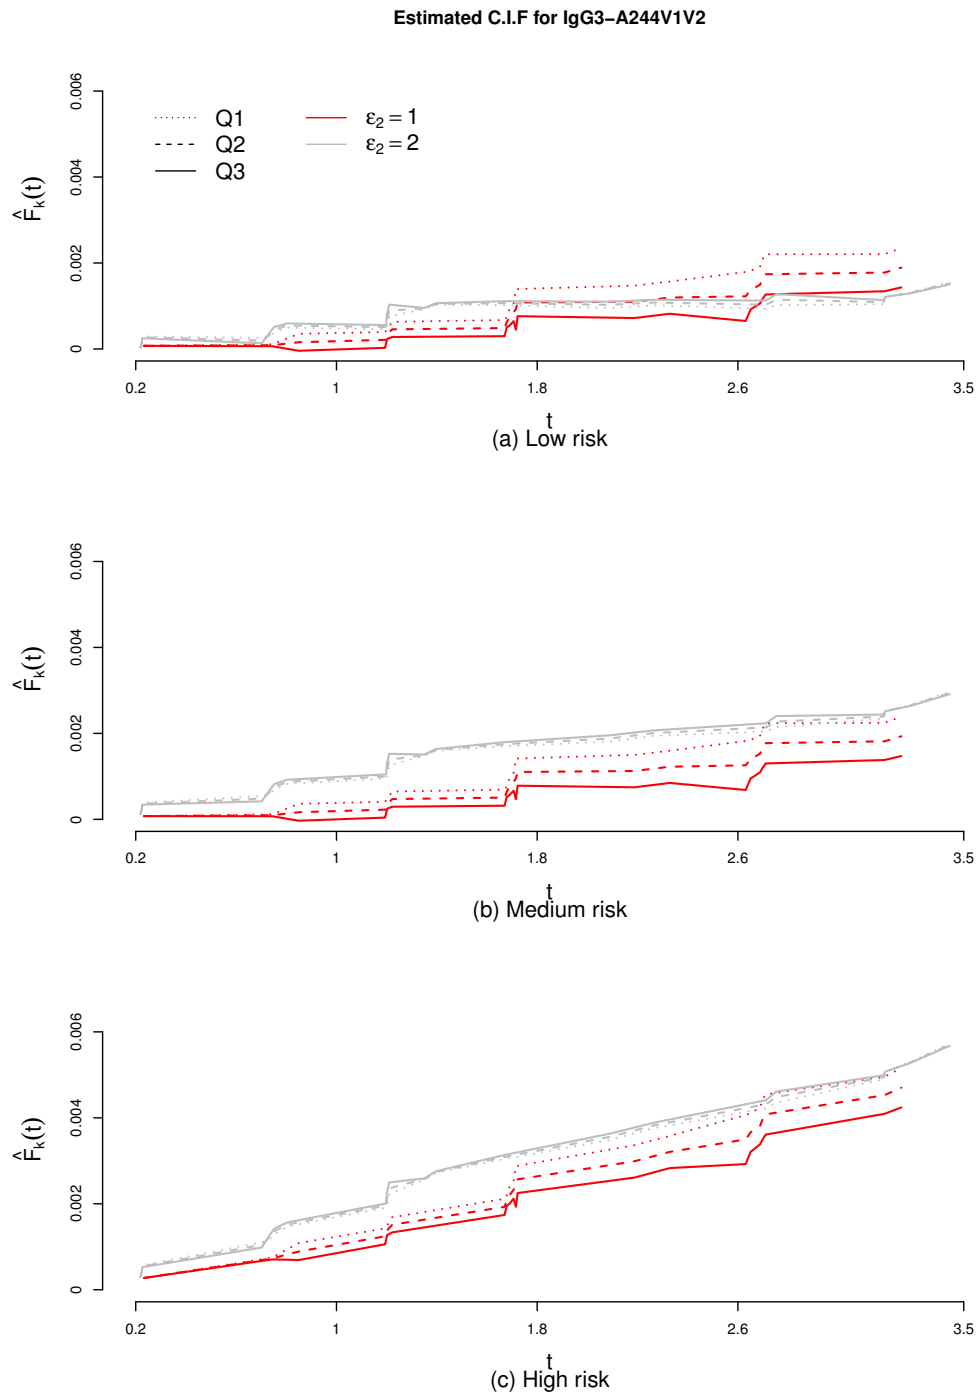 Estimated C.I.F for IgG3−A244V1V2
F̂ₖ(t)
0.006
0.004
0.002
0
Q1
Q2
Q3
ε₂ = 1
ε₂ = 2
0.2 1 1.8 2.6 3.5
t
(a) Low risk
F̂ₖ(t)
0.006
0.004
0.002
0
0.2 1 1.8 2.6 3.5
t
(b) Medium risk
F̂ₖ(t)
0.006
0.004
0.002
0
0.2 1 1.8 2.6 3.5
t
(c) High risk